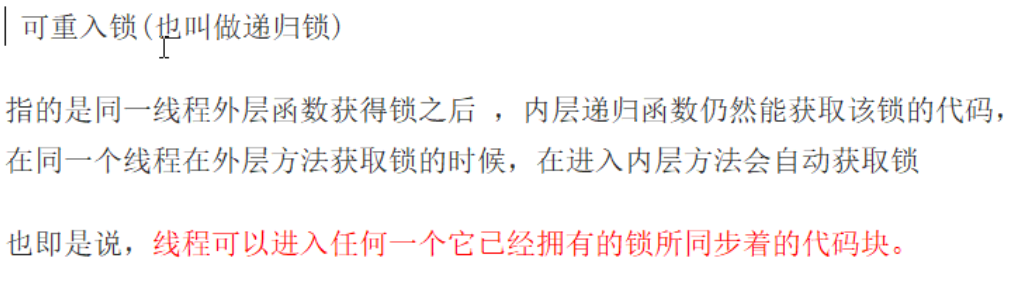 可重入锁(也叫做递归锁)
指的是同一线程外层函数获得锁之后 ，内层递归函数仍然能获取该锁的代码，
在同一个线程在外层方法获取锁的时候，在进入内层方法会自动获取锁
也即是说，线程可以进入任何一个它已经拥有的锁所同步着的代码块。